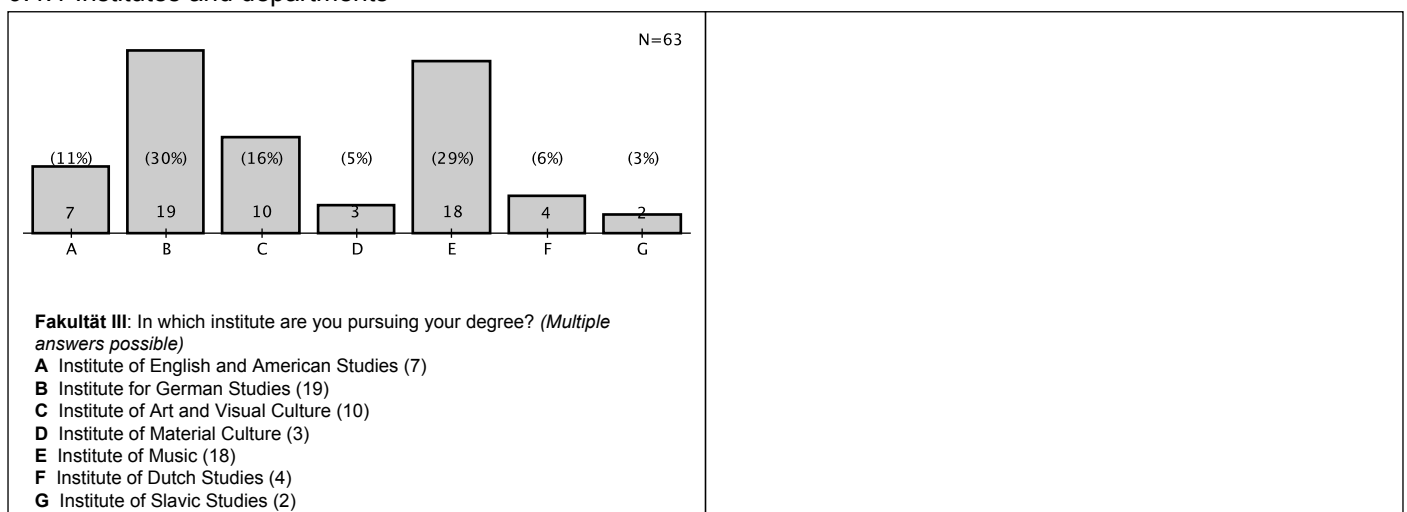 N=63
(11%) (30%) (16%) (5%) (29%) (6%) (3%)
7 19 10 3 18 4 2
A B C D E F G
Fakultät III: In which institute are you pursuing your degree? (Multiple
answers possible)
A Institute of English and American Studies (7)
B Institute for German Studies (19)
C Institute of Art and Visual Culture (10)
D Institute of Material Culture (3)
E Institute of Music (18)
F Institute of Dutch Studies (4)
G Institute of Slavic Studies (2)